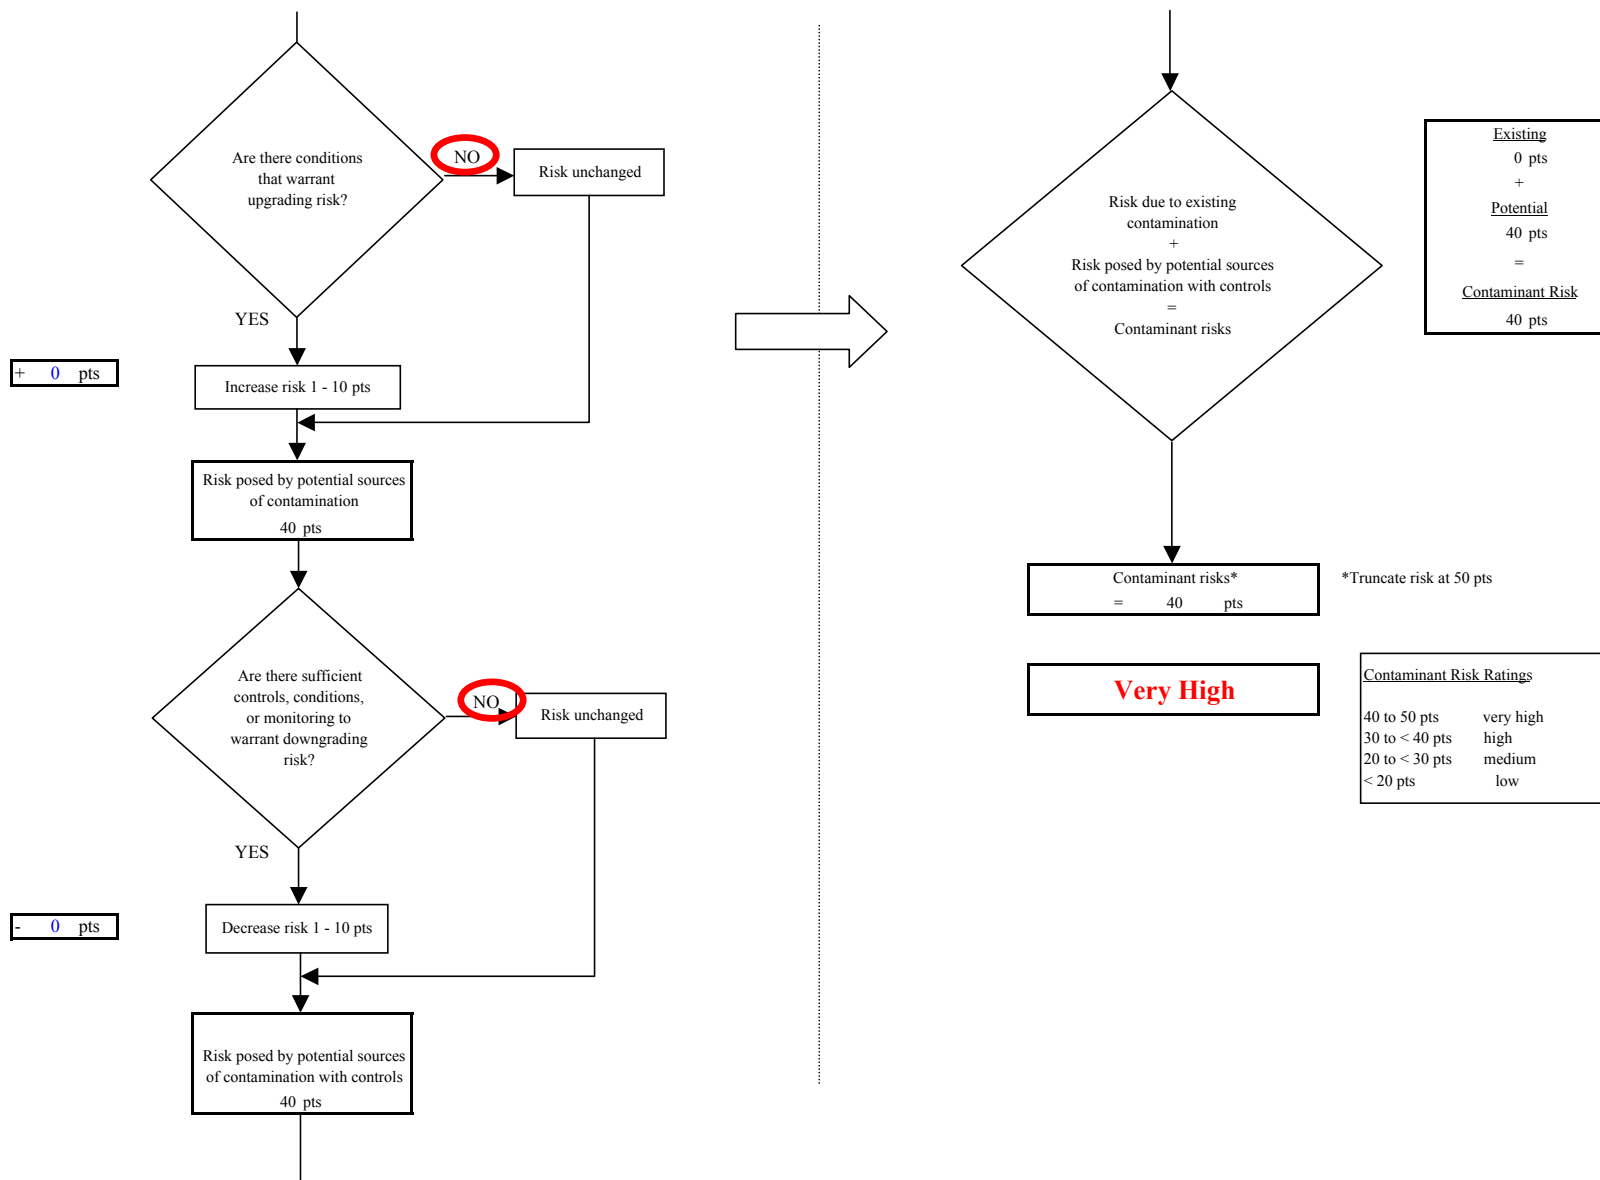 Are there conditions
that warrant
upgrading risk?
NO
Risk unchanged
YES
+ 0 pts
Increase risk 1 - 10 pts
Risk posed by potential sources
of contamination
40 pts
Are there sufficient
controls, conditions,
or monitoring to
warrant downgrading
risk?
NO
Risk unchanged
YES
- 0 pts
Decrease risk 1 - 10 pts
Risk posed by potential sources
of contamination with controls
40 pts
Risk due to existing
contamination
+
Risk posed by potential sources
of contamination with controls
=
Contaminant risks
Existing
0 pts
+
Potential
40 pts
=
Contaminant Risk
40 pts
Contaminant risks*
= 40 pts
*Truncate risk at 50 pts
Very High
Contaminant Risk Ratings
40 to 50 pts very high
30 to < 40 pts high
20 to < 30 pts medium
< 20 pts low